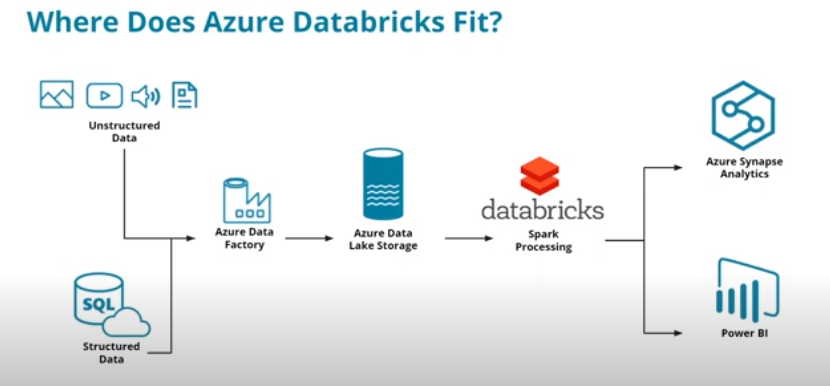 Where Does Azure Databricks Fit?
Unstructured
Data
Azure Data
Factory
Azure Data
Lake Storage
databricks
Spark
Processing
Azure Synapse
Analytics
SQL
Structured
Data
Power BI